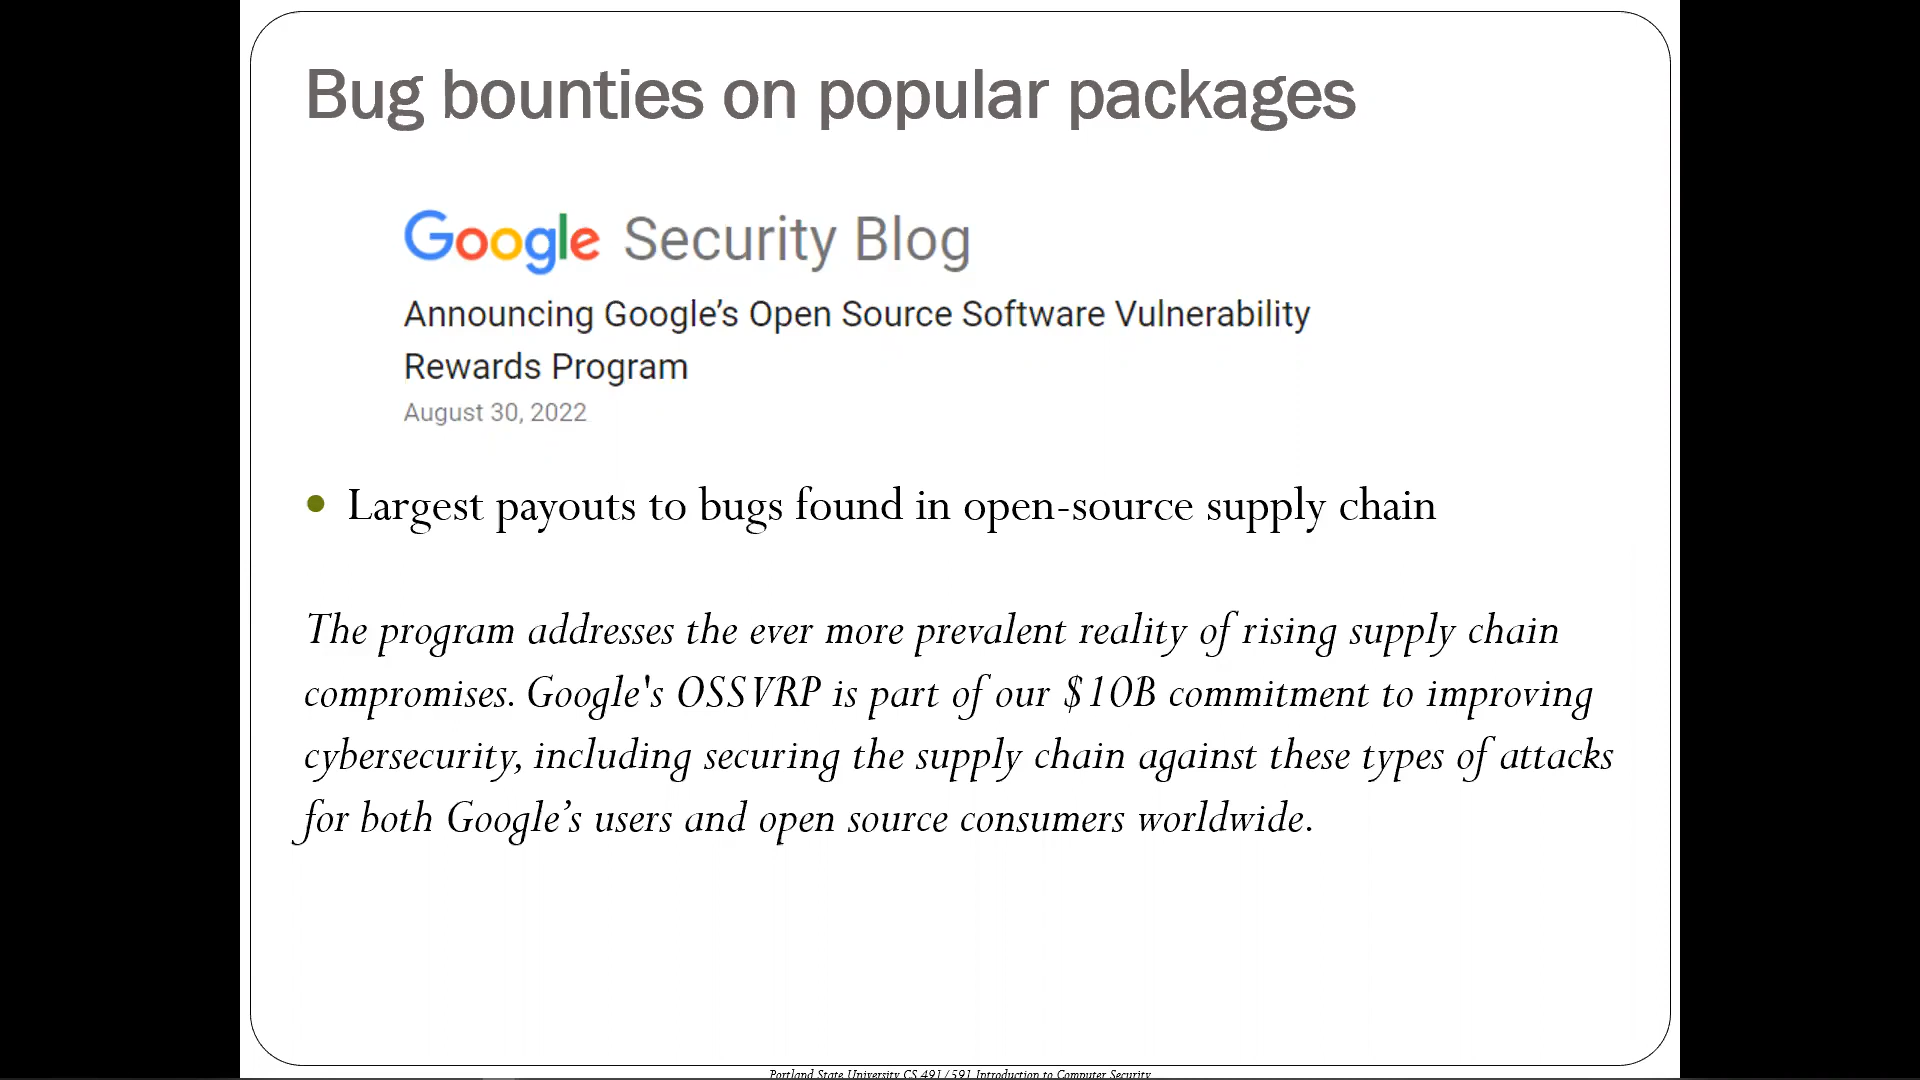 Bug bounties on popular packages
Google Security Blog
Announcing Google’s Open Source Software Vulnerability
Rewards Program
August 30, 2022
• Largest payouts to bugs found in open-source supply chain
The program addresses the ever more prevalent reality of rising supply chain
compromises. Google's OSS VRP is part of our $10B commitment to improving
cybersecurity, including securing the supply chain against these types of attacks
for both Google’s users and open source consumers worldwide.
Portland State University CS 491/591 Introduction to Computer Security